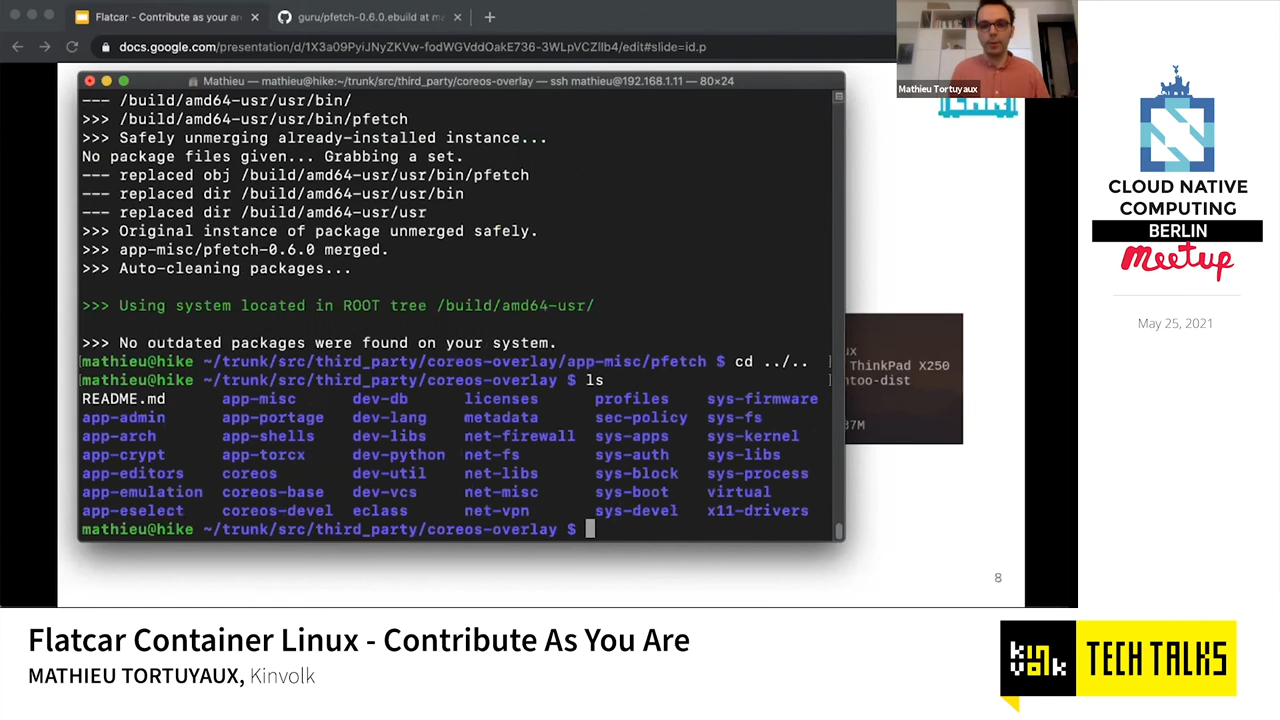 Flatcar - Contribute as your are
guru/pfetch-0.6.0.ebuild at ma
docs.google.com/presentation/d/1X3a09PyiJNyZKVw-fodWGVddOakE736-3WLpVCZllb4/edit#slide=id.p
Mathieu — mathieu@hike:~/trunk/src/third_party/coreos-overlay — ssh mathieu@192.168.1.11 — 80×24
--- /build/amd64-usr/usr/bin/
>>> /build/amd64-usr/usr/bin/pfetch
>>> Safely unmerging already-installed instance...
No package files given... Grabbing a set.
--- replaced obj /build/amd64-usr/usr/bin/pfetch
--- replaced dir /build/amd64-usr/usr/bin
--- replaced dir /build/amd64-usr/usr
>>> Original instance of package unmerged safely.
>>> app-misc/pfetch-0.6.0 merged.
>>> Auto-cleaning packages...
>>> Using system located in ROOT tree /build/amd64-usr/
>>> No outdated packages were found on your system.
[mathieu@hike ~/trunk/src/third_party/coreos-overlay/app-misc/pfetch $ cd ../.. ]
[mathieu@hike ~/trunk/src/third_party/coreos-overlay $ ls ]
README.md app-misc dev-db licenses profiles sys-firmware
app-admin app-portage dev-lang metadata sec-policy sys-fs
app-arch app-shells dev-libs net-firewall sys-apps sys-kernel
app-crypt app-torcx dev-python net-fs sys-auth sys-libs
app-editors coreos dev-util net-libs sys-block sys-process
app-emulation coreos-base dev-vcs net-misc sys-boot virtual
app-eselect coreos-devel eclass net-vpn sys-devel x11-drivers
mathieu@hike ~/trunk/src/third_party/coreos-overlay $
ux
ThinkPad X250
ntoo-dist
37M
8
Mathieu Tortuyaux
CLOUD NATIVE
COMPUTING
BERLIN
Meetup
May 25, 2021
Flatcar Container Linux - Contribute As You Are
MATHIEU TORTUYAUX, Kinvolk
kin
volk
TECH TALKS